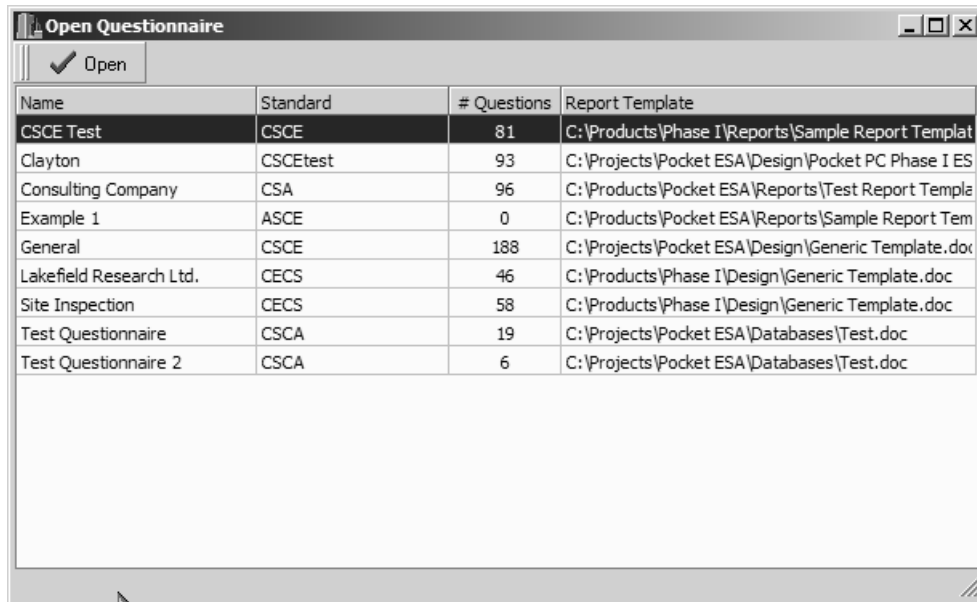 Open Questionnaire
Open
Name Standard # Questions Report Template
CSCE Test CSCE 81 C:\Products\Phase I\Reports\Sample Report Templat
Clayton CSCEtest 93 C:\Projects\Pocket ESA\Design\Pocket PC Phase I ES
Consulting Company CSA 96 C:\Products\Pocket ESA\Reports\Test Report Templa
Example 1 ASCE 0 C:\Products\Pocket ESA\Reports\Sample Report Tem
General CSCE 188 C:\Projects\Pocket ESA\Design\Generic Template.doc
Lakefield Research Ltd. CECS 46 C:\Products\Phase I\Design\Generic Template.doc
Site Inspection CECS 58 C:\Products\Phase I\Design\Generic Template.doc
Test Questionnaire CSCA 19 C:\Projects\Pocket ESA\Databases\Test.doc
Test Questionnaire 2 CSCA 6 C:\Projects\Pocket ESA\Databases\Test.doc